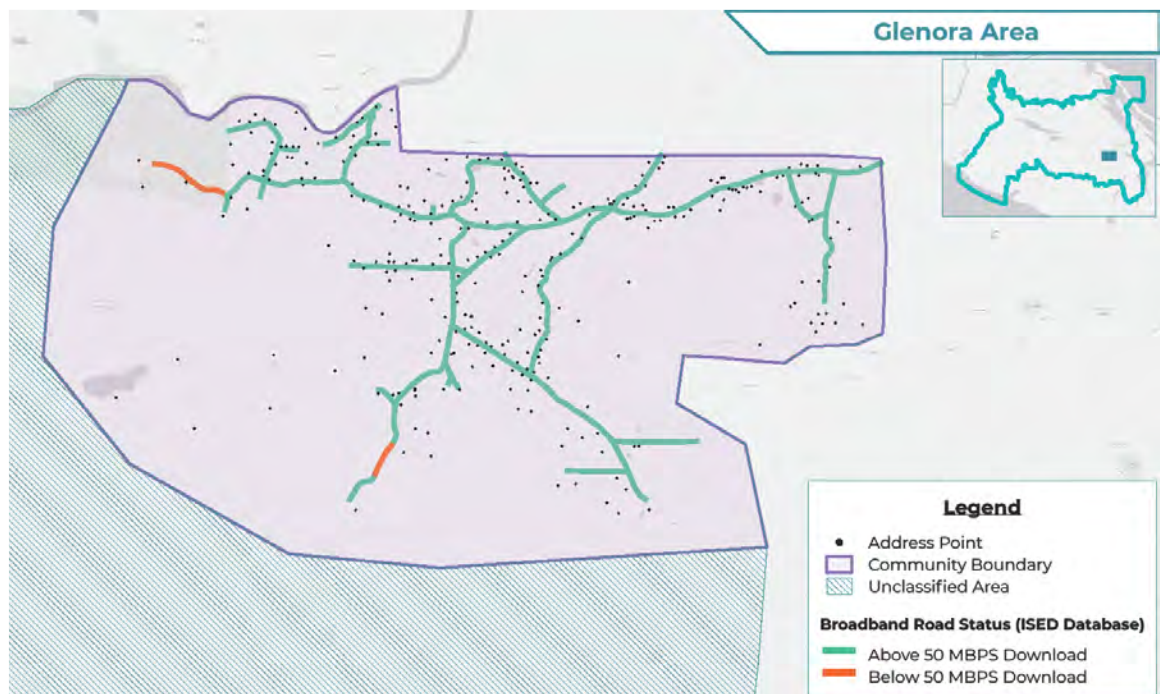 Glenora Area
Legend
Address Point
Community Boundary
Unclassified Area
Broadband Road Status (ISED Database)
Above 50 MBPS Download
Below 50 MBPS Download